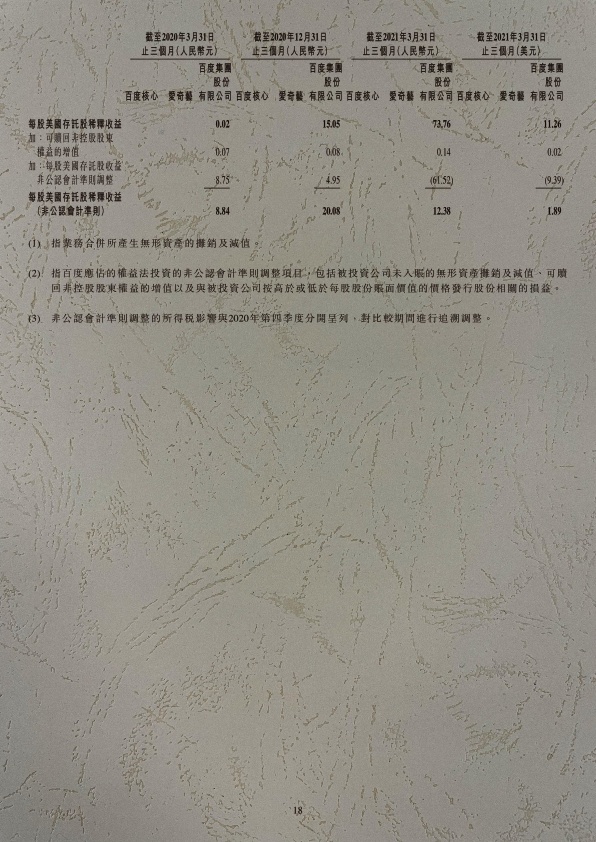 截至2020年3月31日 截至2020年12月31日 截至2021年3月31日 截至2021年3月31日
止三個月(人民幣元) 止三個月(人民幣元) 止三個月(人民幣元) 止三個月(美元)
百度集團 百度集團 百度集團 百度集團
股份 股份 股份 股份
百度核心 愛奇藝 有限公司 百度核心 愛奇藝 有限公司 百度核心 愛奇藝 有限公司 百度核心 愛奇藝 有限公司
每股美國存託股稀釋收益 0.02 15.05 73.76 11.26
加:可贖回非控股股東
權益的增值 0.07 0.08 0.14 0.02
加:每股美國存託股收益
非公認會計準則調整 8.75 4.95 (61.52) (9.39)
每股美國存託股稀釋收益
(非公認會計準則) 8.84 20.08 12.38 1.89
(1) 指業務合併所產生無形資產的攤銷及減值。
(2) 指百度應佔的權益法投資的非公認會計準則調整項目,包括被投資公司未入賬的無形資產攤銷及減值、可贖
回非控股股東權益的增值以及與被投資公司按高於或低於每股股份賬面價值的價格發行股份相關的損益。
(3) 非公認會計準則調整的所得稅影響與2020年第四季度分開呈列,對比較期間進行追溯調整。
18